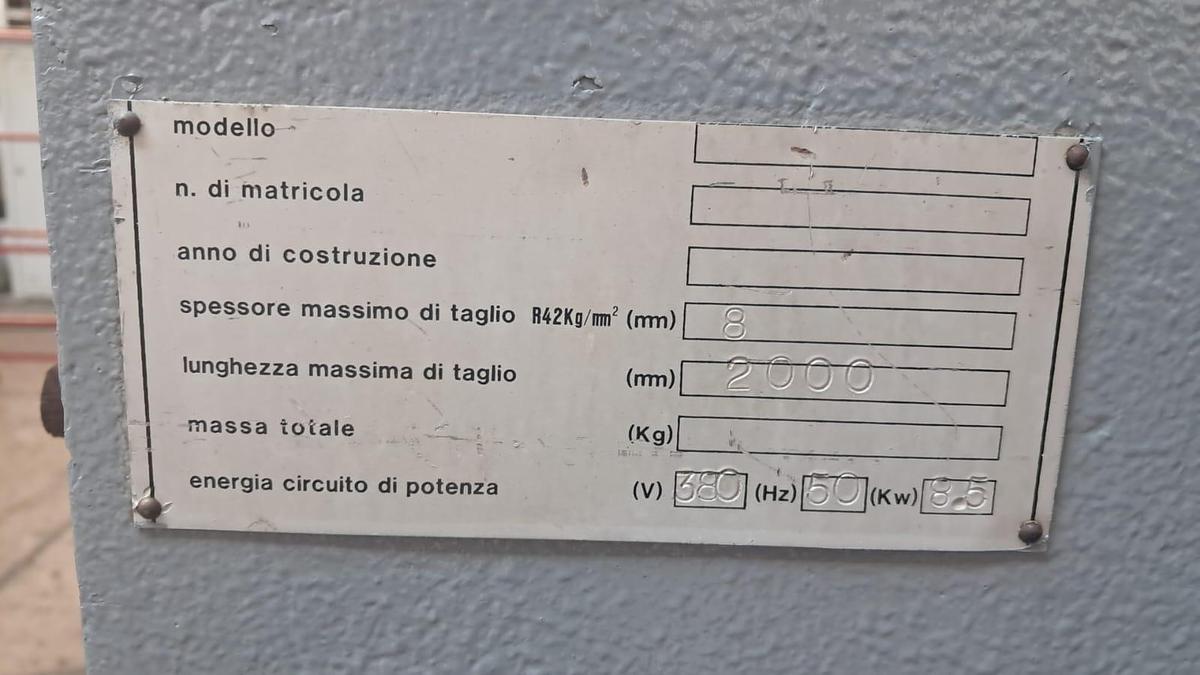 modello
n. di matricola
anno di costruzione
spessore massimo di taglio R42Kg/mm² (mm) 8
lunghezza massima di taglio (mm) 2000
massa totale (Kg)
energia circuito di potenza (V) 380 (Hz) 50 (Kw) 8.5